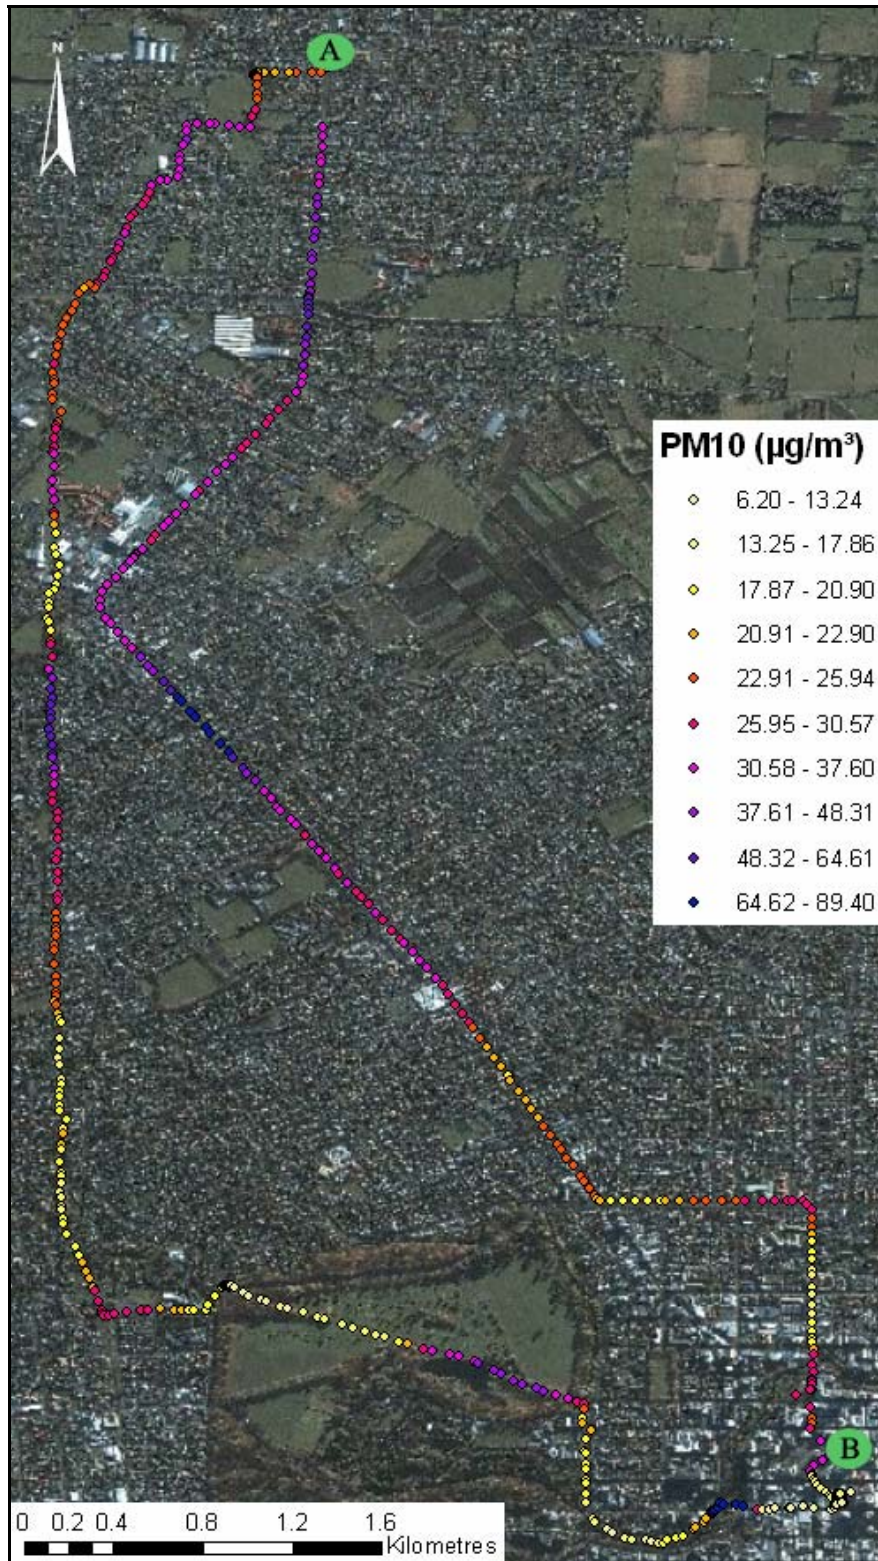 N
A
PM10 (µg/m³)
6.20 - 13.24
13.25 - 17.86
17.87 - 20.90
20.91 - 22.90
22.91 - 25.94
25.95 - 30.57
30.58 - 37.60
37.61 - 48.31
48.32 - 64.61
64.62 - 89.40
B
0 0.2 0.4 0.8 1.2 1.6
Kilometres